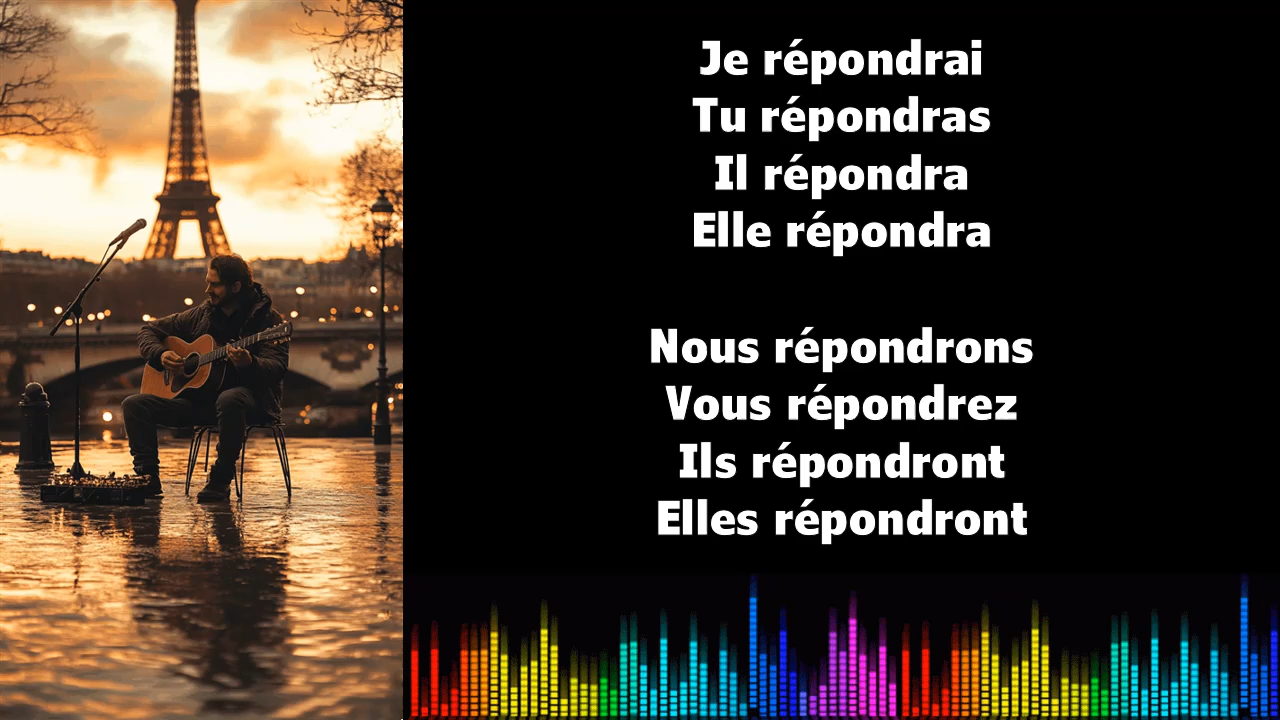 Je répondrai
Tu répondras
Il répondra
Elle répondra
Nous répondrons
Vous répondrez
Ils répondront
Elles répondront